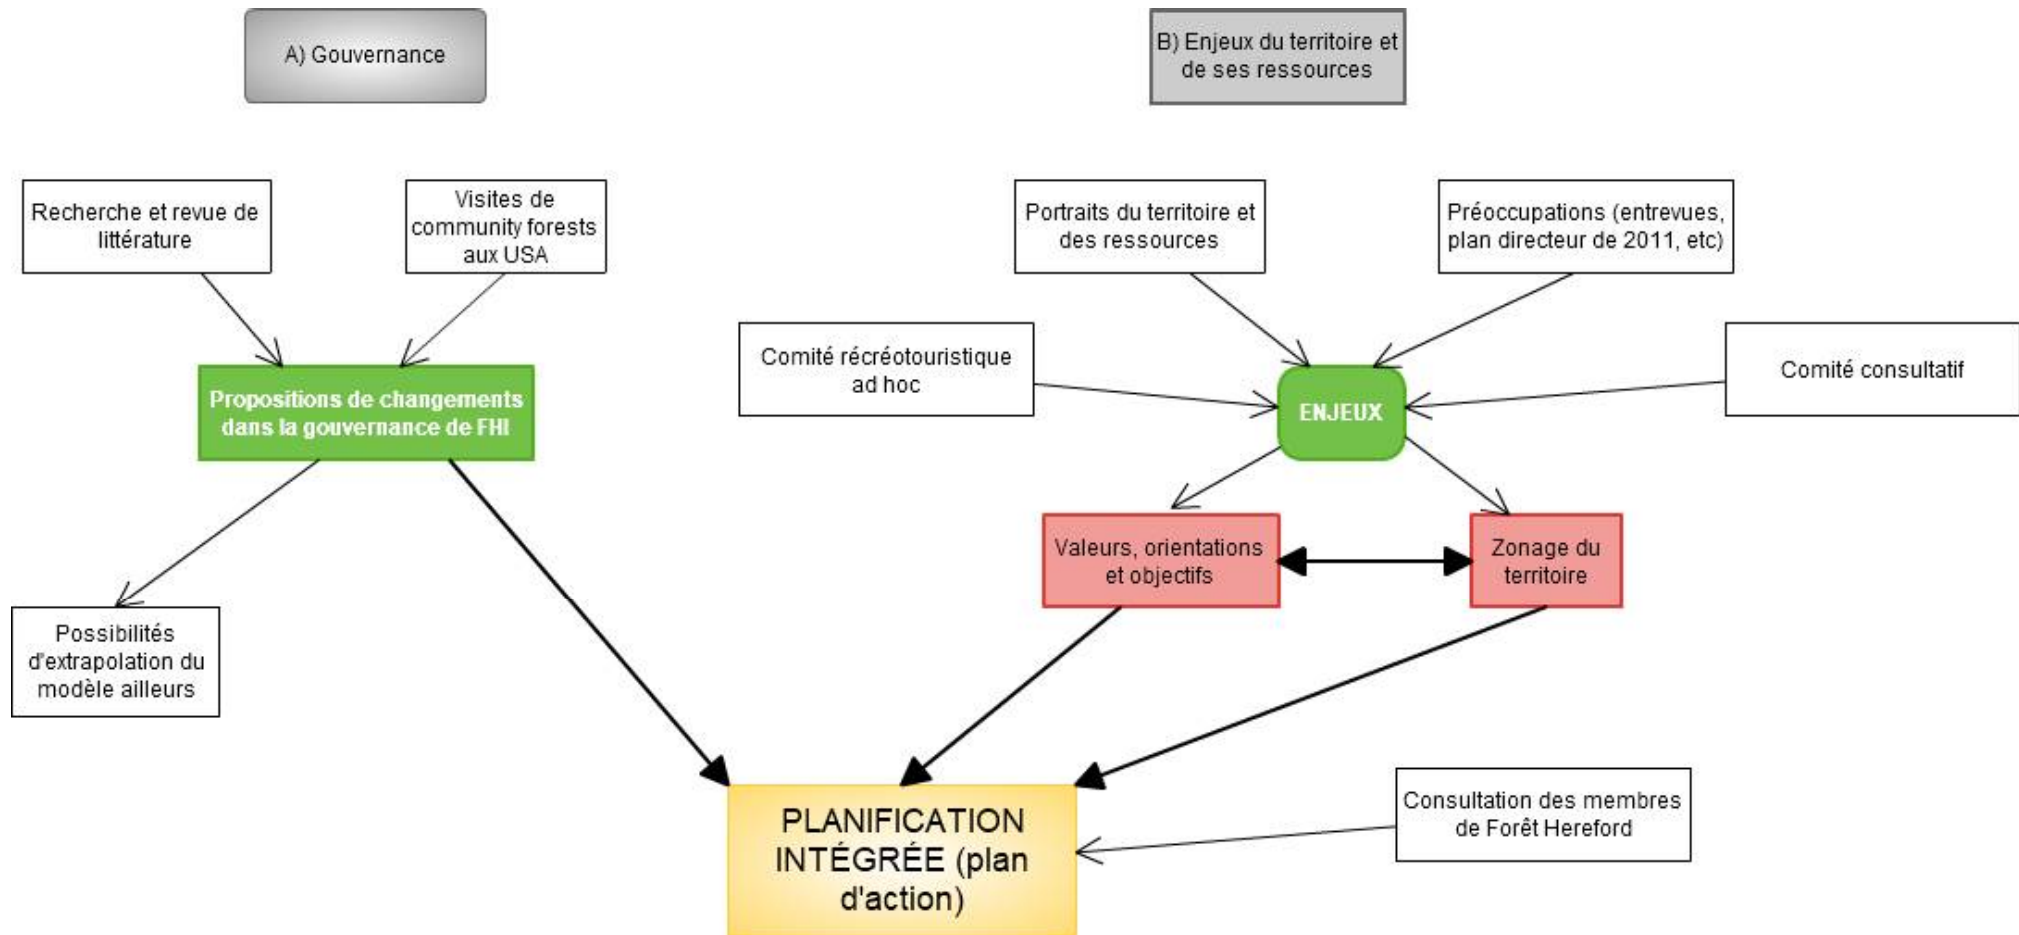 A) Gouvernance
B) Enjeux du territoire et
de ses ressources
Recherche et revue de
littérature
Visites de
community forests
aux USA
Portraits du territoire et
des ressources
Préoccupations (entrevues,
plan directeur de 2011, etc)
Comité récréotouristique
ad hoc
Comité consultatif
Propositions de changements
dans la gouvernance de FHI
ENJEUX
Valeurs, orientations
et objectifs
Zonage du
territoire
Possibilités
d'extrapolation du
modèle ailleurs
PLANIFICATION
INTÉGRÉE (plan
d'action)
Consultation des membres
de Forêt Hereford